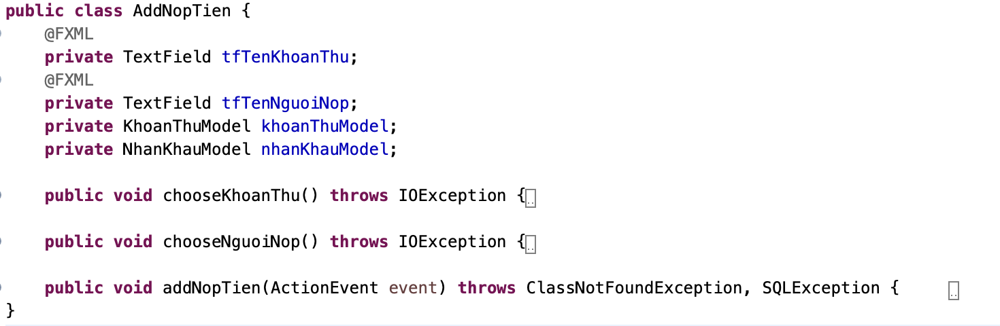 public class AddNopTien {
@FXML
private TextField tfTenKhoanThu;
@FXML
private TextField tfTenNguoiNop;
private KhoanThuModel khoanThuModel;
private NhanKhauModel nhanKhauModel;
public void chooseKhoanThu() throws IOException {..
public void chooseNguoiNop() throws IOException {..
public void addNopTien(ActionEvent event) throws ClassNotFoundException, SQLException { ..
}